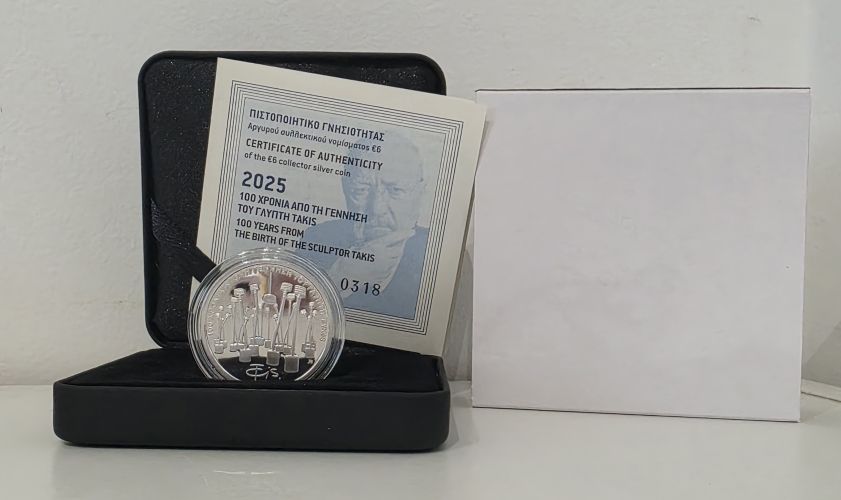 ΠΙΣΤΟΠΟΙΗΤΙΚΟ ΓΝΗΣΙΟΤΗΤΑΣ
Αργυρού συλλεκτικού νομίσματος €6
CERTIFICATE OF AUTHENTICITY
of the €6 collector silver coin
2025
100 ΧΡΟΝΙΑ ΑΠΟ ΤΗ ΓΕΝΝΗΣΗ
ΤΟΥ ΓΛΥΠΤΗ TAKIS
100 YEARS FROM
THE BIRTH OF THE SCULPTOR TAKIS
0318